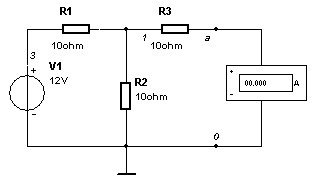 R1
R3
10ohm
1
10ohm
a
3
+
V1
12V
-
R2
10ohm
+
00.000
A
-
0